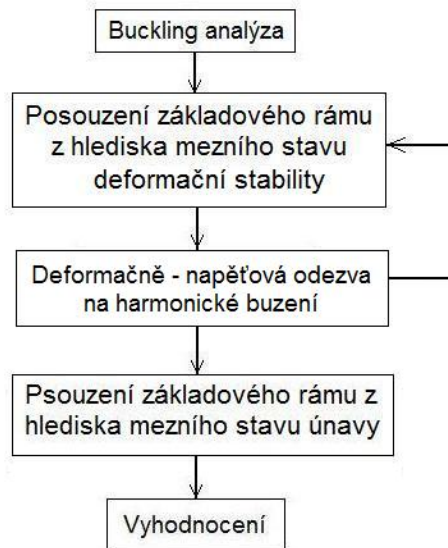 Buckling analýza
Posouzení základového rámu
z hlediska mezního stavu
deformační stability
Deformačně - napěťová odezva
na harmonické buzení
Psouzení základového rámu z
hlediska mezního stavu únavy
Vyhodnocení